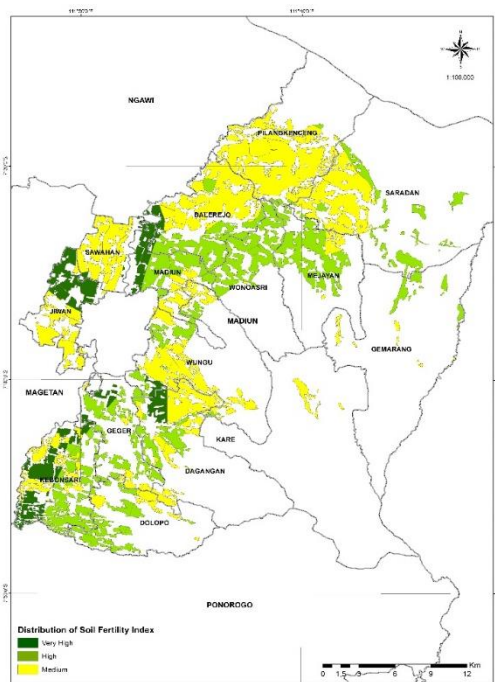 1:100.000
NGAWI
PILANGKENCENG
SARADAN
BALEREJO
SAWAHAN
MADIUN
MEJAYAN
WONOASRI
JIWAN
MADIUN
GEMARANG
WUNGU
MAGETAN
GEGER
KARE
DAGANGAN
KEBONSARI
DOLOPO
PONOROGO
Distribution of Soil Fertility Index
Very High
High
Medium
Km
0 1,5 3 6 9 12